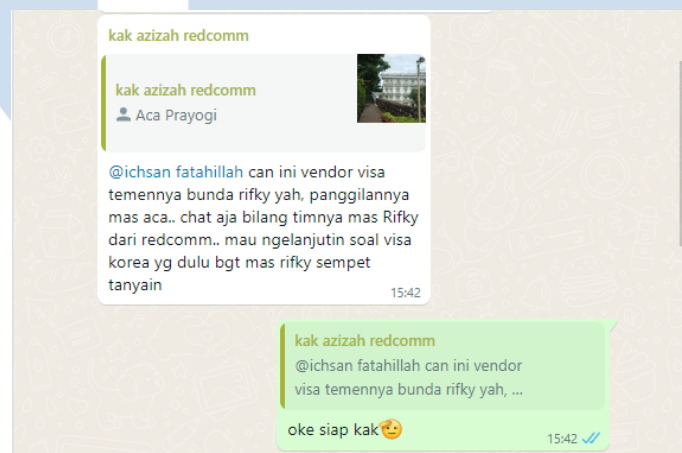 kak azizah redcomm
kak azizah redcomm
Aca Prayogi
@ichsan fatahillah can ini vendor visa
temennya bunda rifky yah, panggilannya
mas aca.. chat aja bilang timnya mas Rifky
dari redcomm.. mau ngelanjutin soal visa
korea yg dulu bgt mas rifky sempet
tanyain
15:42
kak azizah redcomm
@ichsan fatahillah can ini vendor
visa temennya bunda rifky yah, ...
oke siap kak🫡
15:42